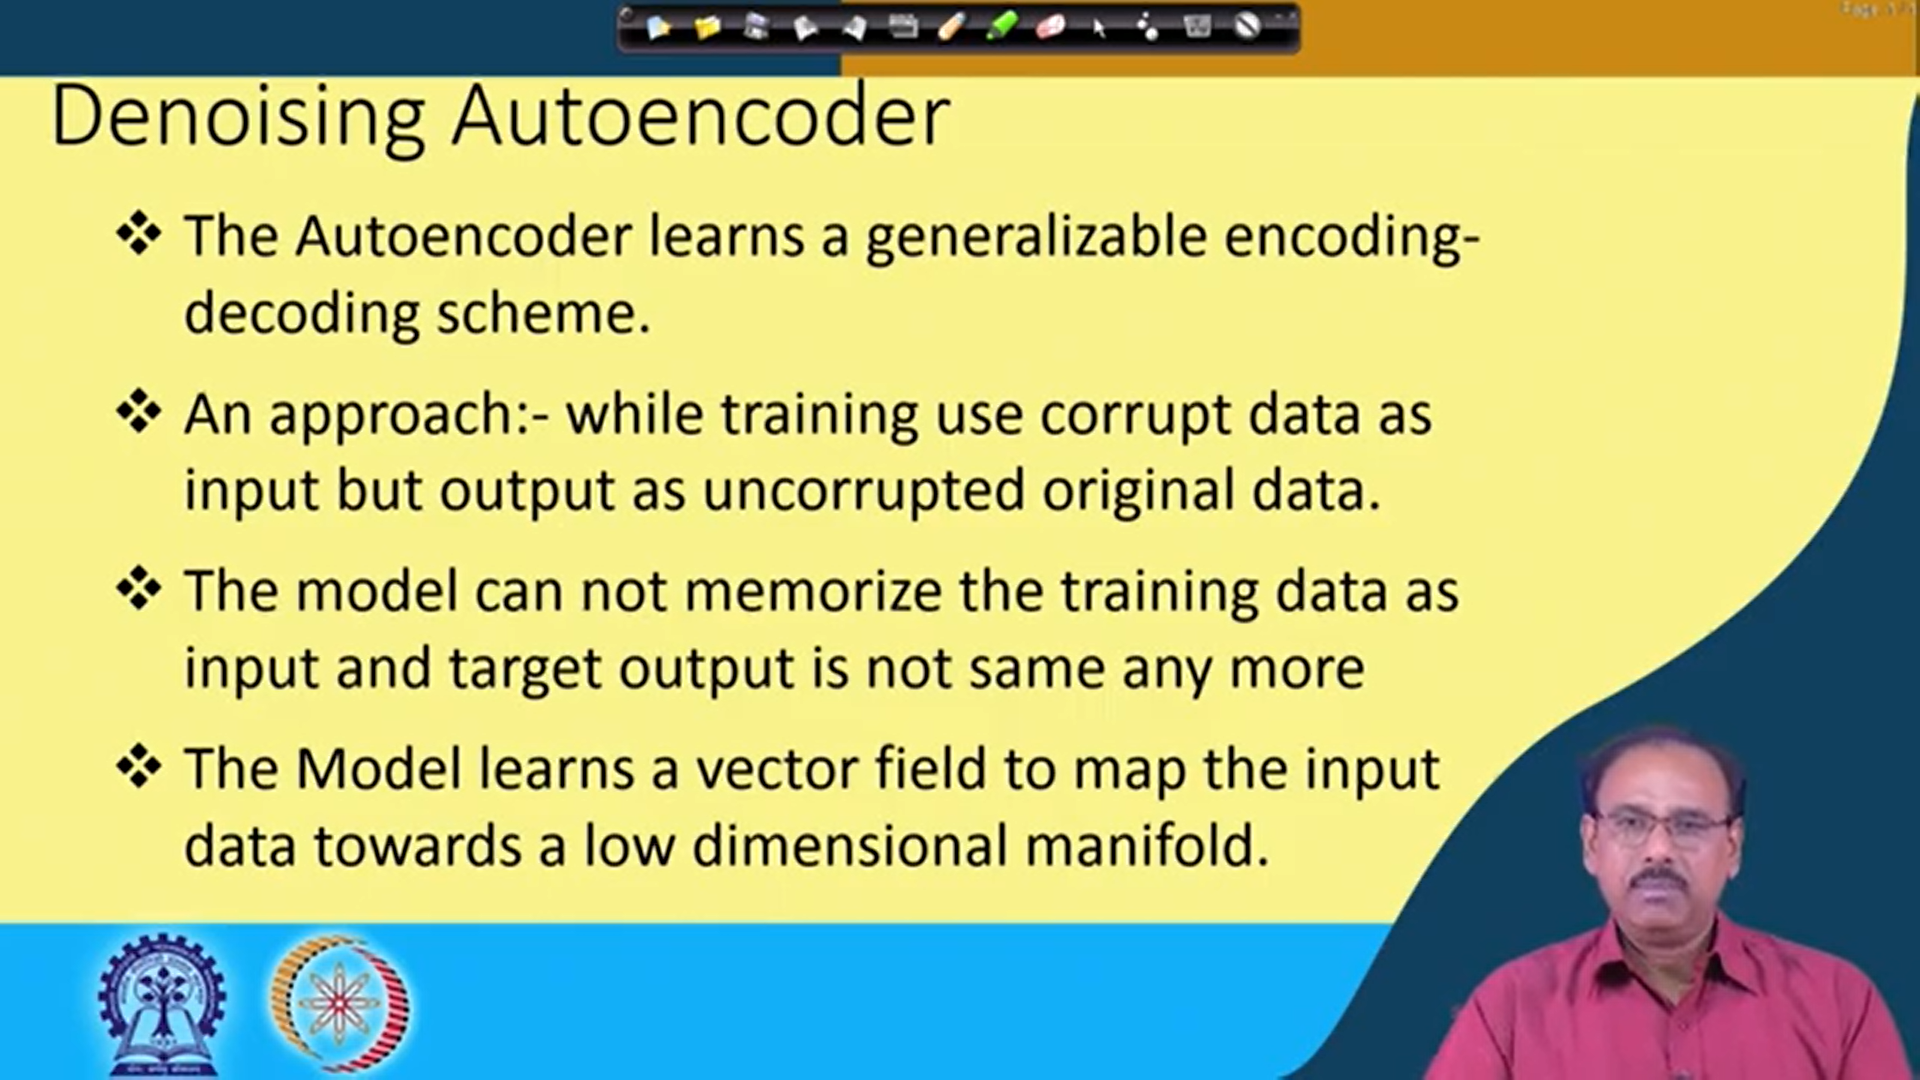 Denoising Autoencoder
❖ The Autoencoder learns a generalizable encoding-
decoding scheme.
❖ An approach:- while training use corrupt data as
input but output as uncorrupted original data.
❖ The model can not memorize the training data as
input and target output is not same any more
❖ The Model learns a vector field to map the input
data towards a low dimensional manifold.